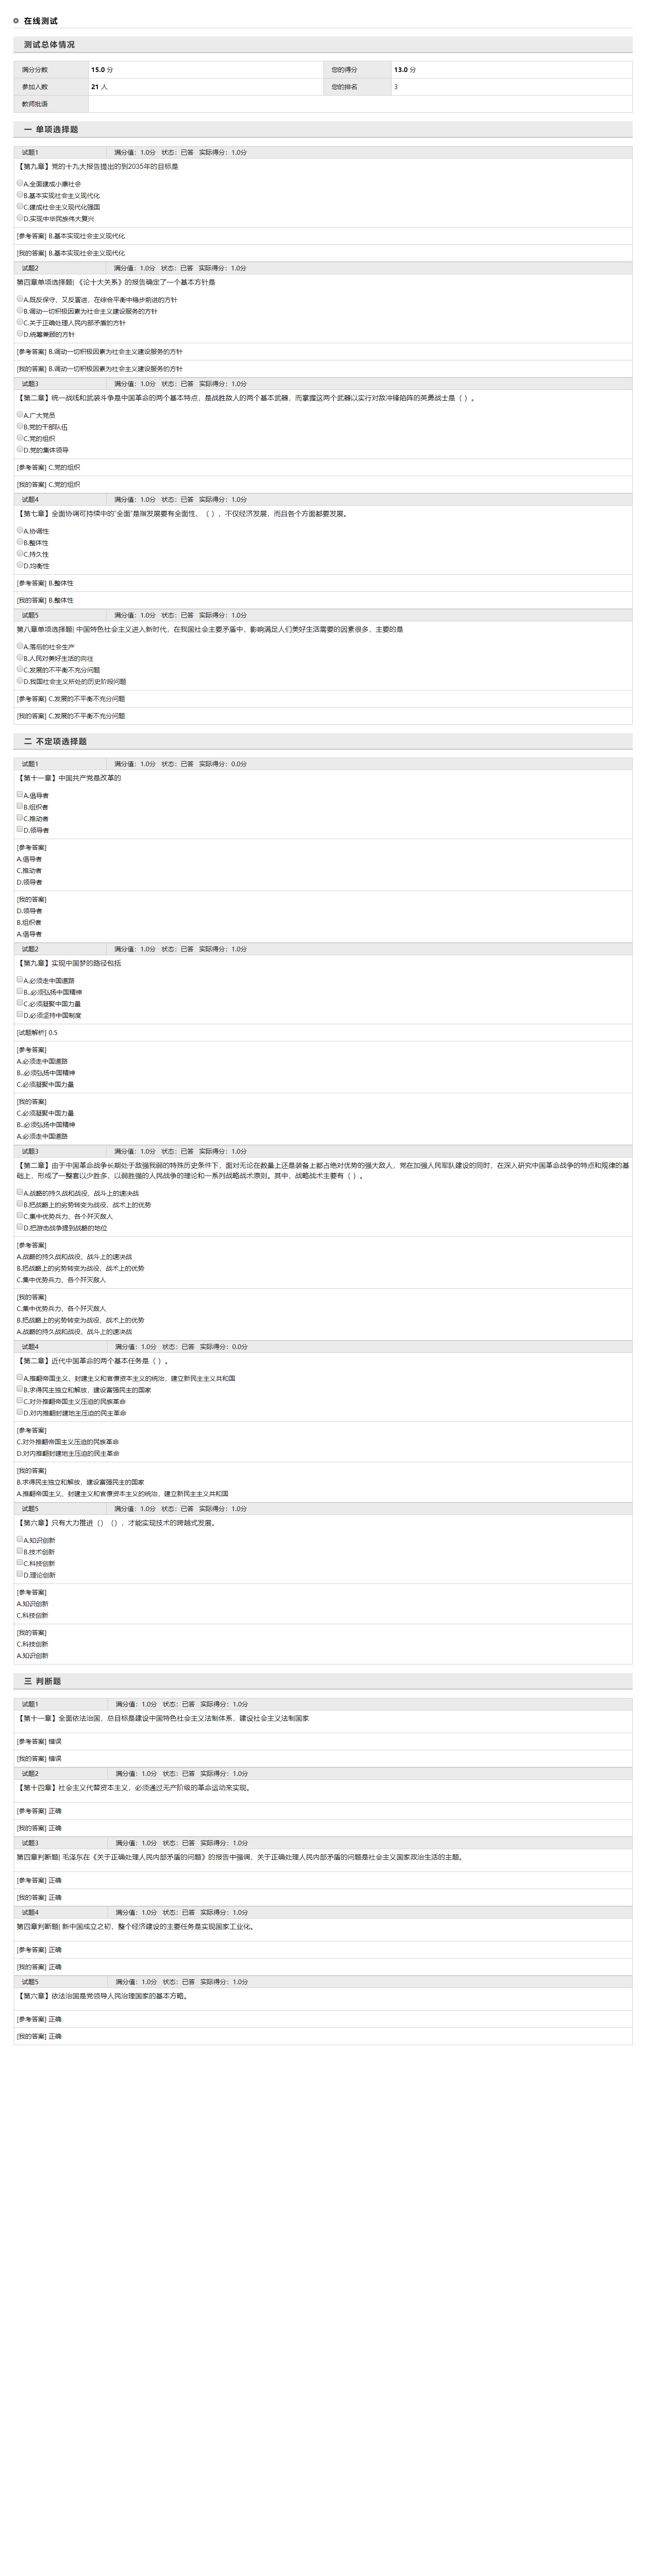 在线测试
测试总体情况
满分分数 15.0 分 您的得分 13.0 分
参加人数 21 人 您的排名 3
教师批语
一 单项选择题
试题1 满分值：1.0分 状态：已答 实际得分：1.0分
【第九章】党的十九大报告提出的到2035年的目标是
A.全面建成小康社会
B.基本实现社会主义现代化
C.建成社会主义现代化强国
D.实现中华民族伟大复兴
[参考答案] B.基本实现社会主义现代化
[我的答案] B.基本实现社会主义现代化
试题2 满分值：1.0分 状态：已答 实际得分：1.0分
第四章单项选择题| 《论十大关系》的报告确定了一个基本方针是
A.既反保守、又反冒进，在综合平衡中稳步前进的方针
B.调动一切积极因素为社会主义建设服务的方针
C.关于正确处理人民内部矛盾的方针
D.统筹兼顾的方针
[参考答案] B.调动一切积极因素为社会主义建设服务的方针
[我的答案] B.调动一切积极因素为社会主义建设服务的方针
试题3 满分值：1.0分 状态：已答 实际得分：1.0分
【第二章】统一战线和武装斗争是中国革命的两个基本特点，是战胜敌人的两个基本武器，而掌握这两个武器以实行对敌冲锋陷阵的英勇战士是（ ）。
A.广大党员
B.党的干部队伍
C.党的组织
D.党的集体领导
[参考答案] C.党的组织
[我的答案] C.党的组织
试题4 满分值：1.0分 状态：已答 实际得分：1.0分
【第七章】全面协调可持续中的“全面”是指发展要有全面性、（ ），不仅经济发展，而且各个方面都要发展。
A.协调性
B.整体性
C.持久性
D.均衡性
[参考答案] B.整体性
[我的答案] B.整体性
试题5 满分值：1.0分 状态：已答 实际得分：1.0分
第八章单项选择题| 中国特色社会主义进入新时代，在我国社会主要矛盾中，影响满足人们美好生活需要的因素很多，主要的是
A.落后的社会生产
B.人民对美好生活的向往
C.发展的不平衡不充分问题
D.我国社会主义所处的历史阶段问题
[参考答案] C.发展的不平衡不充分问题
[我的答案] C.发展的不平衡不充分问题
二 不定项选择题
试题1 满分值：1.0分 状态：已答 实际得分：0.0分
【第十一章】中国共产党是改革的
A.倡导者
B.组织者
C.推动者
D.领导者
[参考答案]
A.倡导者
C.推动者
D.领导者
[我的答案]
D.领导者
B.组织者
A.倡导者
试题2 满分值：1.0分 状态：已答 实际得分：1.0分
【第九章】实现中国梦的路径包括
A.必须走中国道路
B..必须弘扬中国精神
C.必须凝聚中国力量
D.必须坚持中国制度
[试题解析] 0.5
[参考答案]
A.必须走中国道路
B..必须弘扬中国精神
C.必须凝聚中国力量
[我的答案]
C.必须凝聚中国力量
B..必须弘扬中国精神
A.必须走中国道路
试题3 满分值：1.0分 状态：已答 实际得分：1.0分
【第二章】由于中国革命战争长期处于敌强我弱的特殊历史条件下，面对无论在数量上还是装备上都占绝对优势的强大敌人，党在加强人民军队建设的同时，在深入研究中国革命战争的特点和规律的基
础上，形成了一整套以少胜多，以弱胜强的人民战争的理论和一系列战略战术原则。其中，战略战术主要有（ ）。
A.战略的持久战和战役、战斗上的速决战
B.把战略上的劣势转变为战役、战术上的优势
C.集中优势兵力，各个歼灭敌人
D.把游击战争提到战略的地位
[参考答案]
A.战略的持久战和战役、战斗上的速决战
B.把战略上的劣势转变为战役、战术上的优势
C.集中优势兵力，各个歼灭敌人
[我的答案]
C.集中优势兵力，各个歼灭敌人
B.把战略上的劣势转变为战役、战术上的优势
A.战略的持久战和战役、战斗上的速决战
试题4 满分值：1.0分 状态：已答 实际得分：0.0分
【第二章】近代中国革命的两个基本任务是（ ）。
A.推翻帝国主义、封建主义和官僚资本主义的统治，建立新民主主义共和国
B.求得民主独立和解放，建设富强民主的国家
C.对外推翻帝国主义压迫的民族革命
D.对内推翻封建地主压迫的民主革命
[参考答案]
C.对外推翻帝国主义压迫的民族革命
D.对内推翻封建地主压迫的民主革命
[我的答案]
B.求得民主独立和解放，建设富强民主的国家
A.推翻帝国主义、封建主义和官僚资本主义的统治，建立新民主主义共和国
试题5 满分值：1.0分 状态：已答 实际得分：1.0分
【第六章】只有大力推进（）（），才能实现技术的跨越式发展。
A.知识创新
B.技术创新
C.科技创新
D.理论创新
[参考答案]
A.知识创新
C.科技创新
[我的答案]
C.科技创新
A.知识创新
三 判断题
试题1 满分值：1.0分 状态：已答 实际得分：1.0分
【第十一章】全面依法治国，总目标是建设中国特色社会主义法制体系，建设社会主义法制国家
[参考答案] 错误
[我的答案] 错误
试题2 满分值：1.0分 状态：已答 实际得分：1.0分
【第十四章】社会主义代替资本主义，必须通过无产阶级的革命运动来实现。
[参考答案] 正确
[我的答案] 正确
试题3 满分值：1.0分 状态：已答 实际得分：1.0分
第四章判断题| 毛泽东在《关于正确处理人民内部矛盾的问题》的报告中强调，关于正确处理人民内部矛盾的问题是社会主义国家政治生活的主题。
[参考答案] 正确
[我的答案] 正确
试题4 满分值：1.0分 状态：已答 实际得分：1.0分
第四章判断题| 新中国成立之初，整个经济建设的主要任务是实现国家工业化。
[参考答案] 正确
[我的答案] 正确
试题5 满分值：1.0分 状态：已答 实际得分：1.0分
【第六章】依法治国是党领导人民治理国家的基本方略。
[参考答案] 正确
[我的答案] 正确